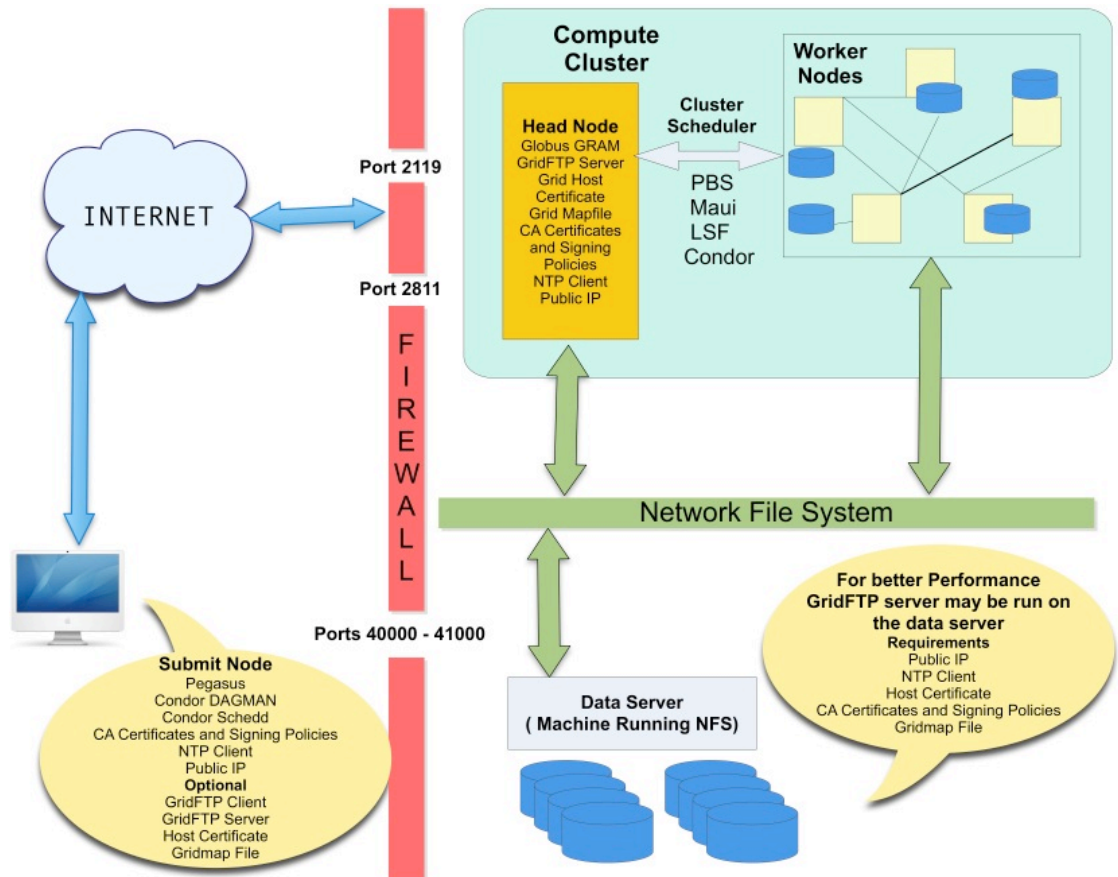 INTERNET
Port 2119
Port 2811
FIREWALL
Ports 40000 - 41000
Compute
Cluster
Head Node
Globus GRAM
GridFTP Server
Grid Host
Certificate
Grid Mapfile
CA Certificates
and Signing
Policies
NTP Client
Public IP
Cluster
Scheduler
PBS
Maui
LSF
Condor
Worker
Nodes
Network File System
Submit Node
Pegasus
Condor DAGMAN
Condor Schedd
CA Certificates and Signing Policies
NTP Client
Public IP
Optional
GridFTP Client
GridFTP Server
Host Certificate
Gridmap File
Data Server
( Machine Running NFS)
For better Performance
GridFTP server may be run on
the data server
Requirements
Public IP
NTP Client
Host Certificate
CA Certificates and Signing Policies
Gridmap File